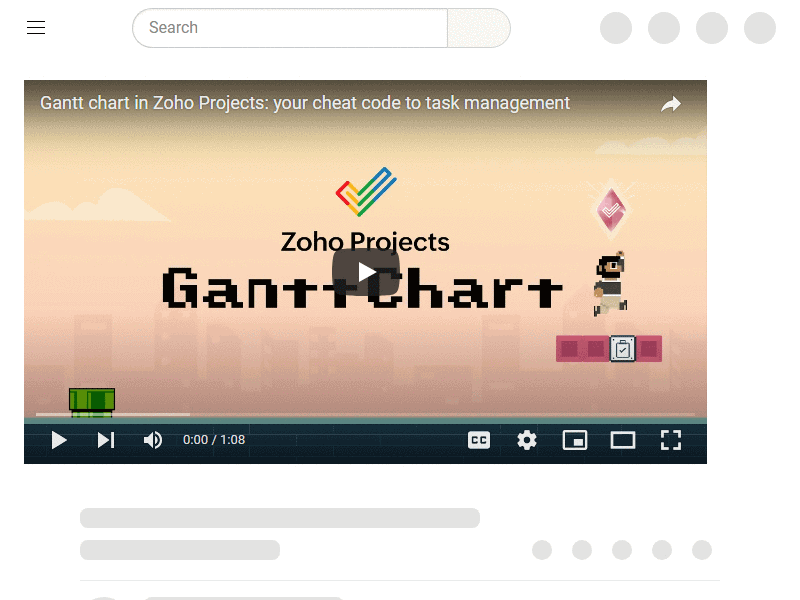 Search
Gantt chart in Zoho Projects: your cheat code to task management
Zoho Projects
GanttChart
0:00 / 1:08
CC